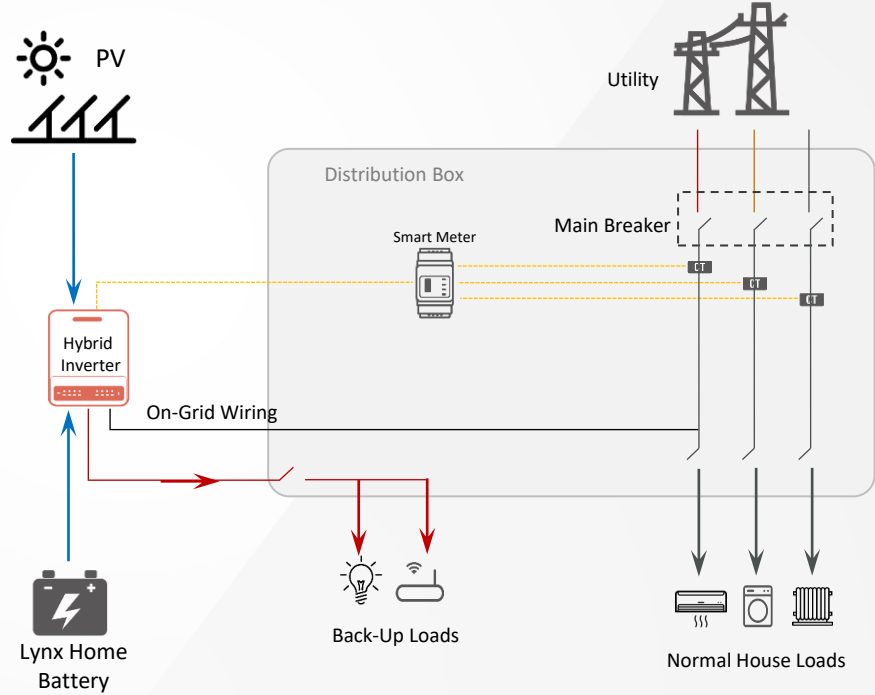 PV
Utility
Distribution Box
Main Breaker
Smart Meter
CT
CT
CT
Hybrid
Inverter
On-Grid Wiring
Back-Up Loads
Lynx Home
Battery
Normal House Loads